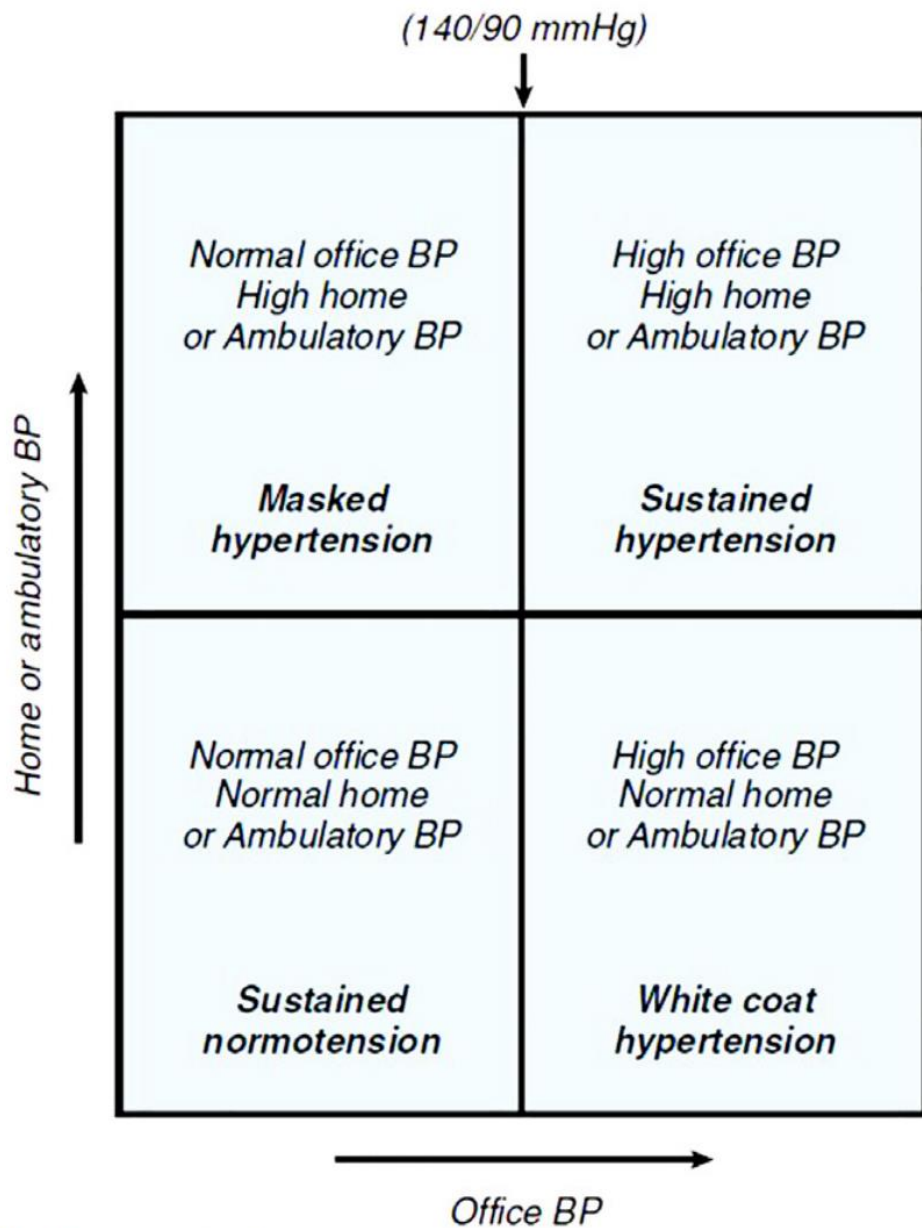 (140/90 mmHg)
Normal office BP
High home
or Ambulatory BP
Masked
hypertension
High office BP
High home
or Ambulatory BP
Sustained
hypertension
Home or ambulatory BP
Normal office BP
Normal home
or Ambulatory BP
Sustained
normotension
High office BP
Normal home
or Ambulatory BP
White coat
hypertension
Office BP